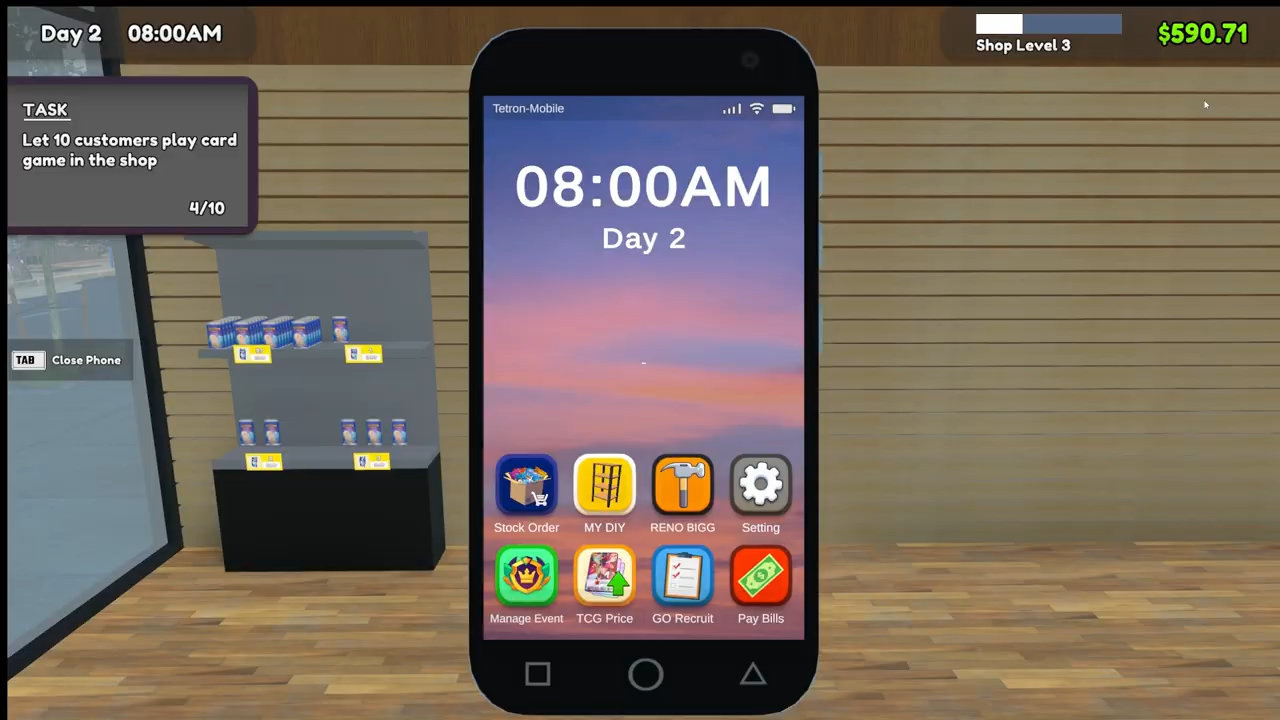 Day 2 08:00AM
Shop Level 3
$590.71
TASK
Let 10 customers play card
game in the shop
4/10
TAB Close Phone
Tetron-Mobile
08:00AM
Day 2
Stock Order MY DIY RENO BIGG Setting
Manage Event TCG Price GO Recruit Pay Bills